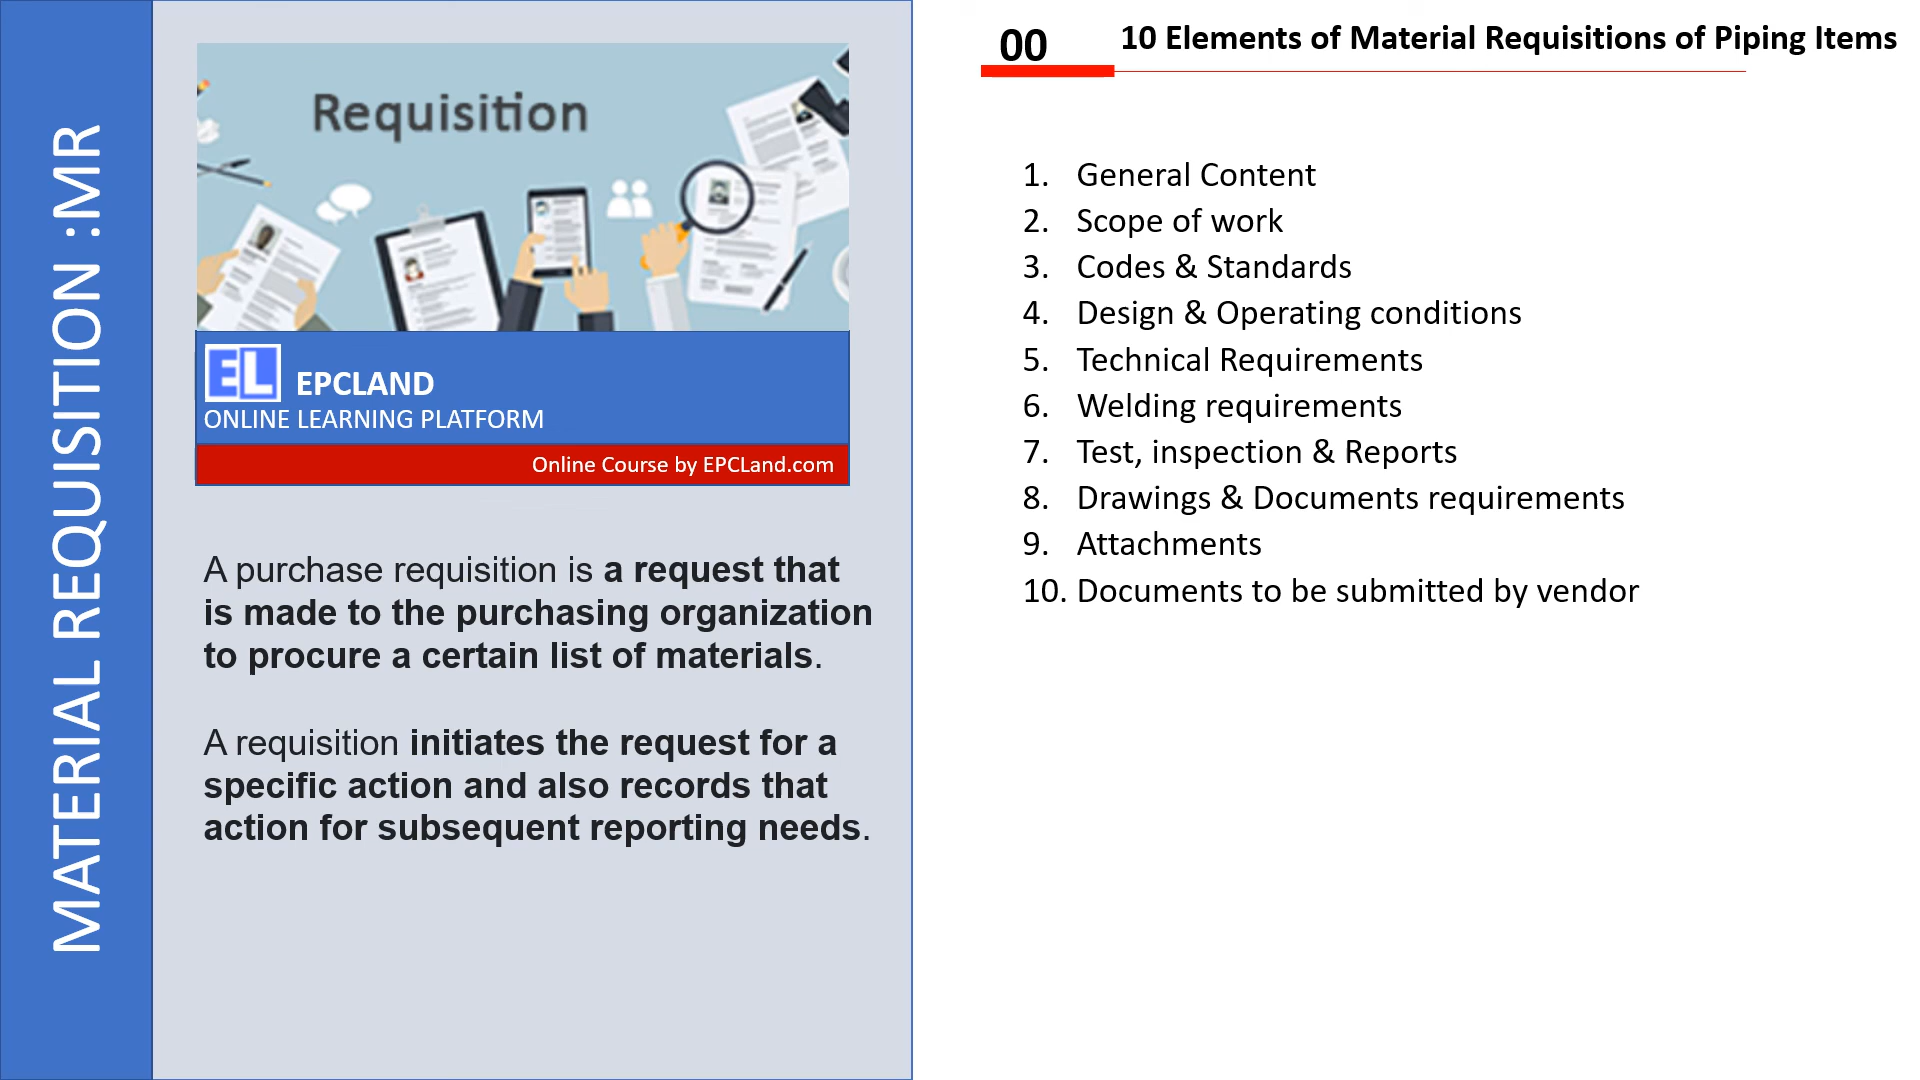 MATERIAL REQUISITION :MR
Requisition
EL EPCLAND
ONLINE LEARNING PLATFORM
Online Course by EPCLand.com
A purchase requisition is a request that
is made to the purchasing organization
to procure a certain list of materials.
A requisition initiates the request for a
specific action and also records that
action for subsequent reporting needs.
00
10 Elements of Material Requisitions of Piping Items
1. General Content
2. Scope of work
3. Codes & Standards
4. Design & Operating conditions
5. Technical Requirements
6. Welding requirements
7. Test, inspection & Reports
8. Drawings & Documents requirements
9. Attachments
10. Documents to be submitted by vendor